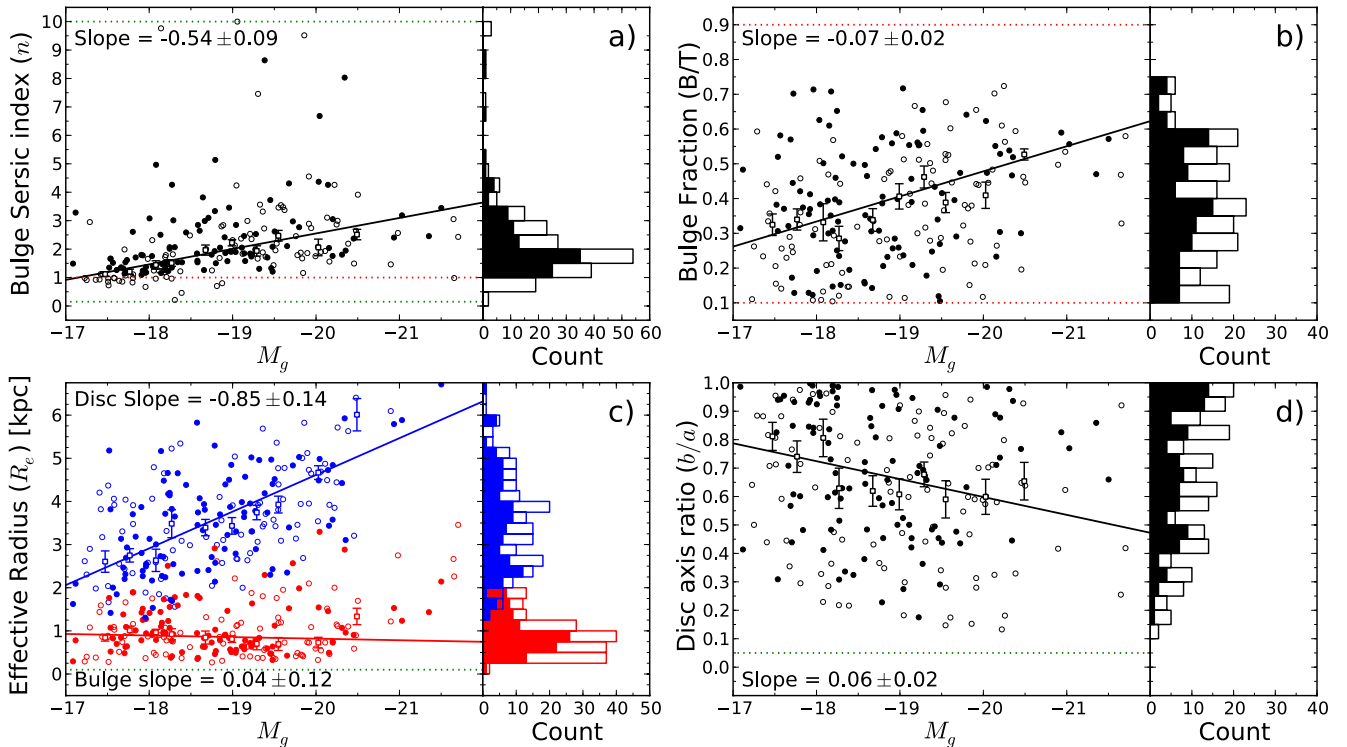 Slope = -0.54±0.09
a)
Bulge Sersic index (n)
10
9
8
7
6
5
4
3
2
1
0
−17 −18 −19 −20 −21
0 10 20 30 40 50 60
M_g
Count
Slope = -0.07±0.02
b)
Bulge Fraction (B/T)
0.9
0.8
0.7
0.6
0.5
0.4
0.3
0.2
0.1
−17 −18 −19 −20 −21
0 10 20 30 40
M_g
Count
Disc Slope = -0.85±0.14
c)
Effective Radius (R_e) [kpc]
6
5
4
3
2
1
0
Bulge slope = 0.04±0.12
−17 −18 −19 −20 −21
0 10 20 30 40 50
M_g
Count
d)
Disc axis ratio (b/a)
1.0
0.9
0.8
0.7
0.6
0.5
0.4
0.3
0.2
0.1
0.0
Slope = 0.06±0.02
−17 −18 −19 −20 −21
0 10 20 30 40
M_g
Count